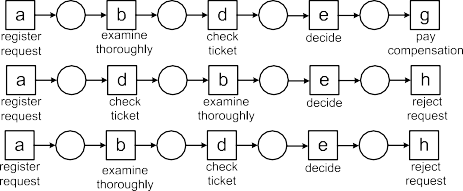 a b d e g
register request examine thoroughly check ticket decide pay compensation
a d b e h
register request check ticket examine thoroughly decide reject request
a b d e h
register request examine thoroughly check ticket decide reject request